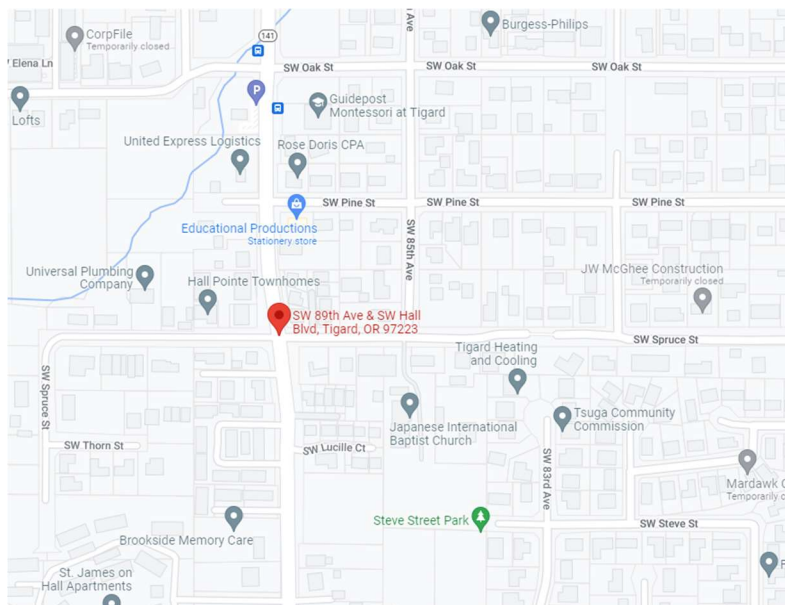 CorpFile
Temporarily closed
141
Burgess-Philips
Elena Ln
SW Oak St
SW Oak St
SW Oak St
Ave
Lofts
P
Guidepost
Montessori at Tigard
United Express Logistics
Rose Doris CPA
SW Pine St
SW Pine St
SW Pine St
Educational Productions
Stationery store
SW 85th Ave
Universal Plumbing
Company
Hall Pointe Townhomes
JW McGhee Construction
Temporarily closed
SW 89th Ave & SW Hall
Blvd, Tigard, OR 97223
SW Spruce St
Tigard Heating
and Cooling
SW Spruce St
Japanese International
Baptist Church
Tsuga Community
Commission
SW Thorn St
SW Lucille Ct
SW 83rd Ave
Mardawk
Temporarily
Steve Street Park
SW Steve St
Brookside Memory Care
St. James on
Hall Apartments